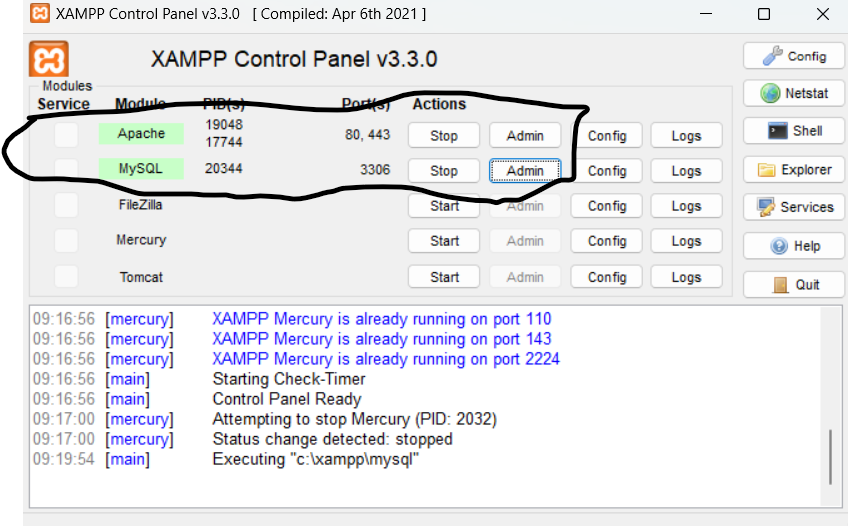 XAMPP Control Panel v3.3.0 [ Compiled: Apr 6th 2021 ]
XAMPP Control Panel v3.3.0
Config
Modules
Netstat
Service Module PID(s) Port(s) Actions
Apache 19048 17744 80, 443 Stop Admin Config Logs
Shell
MySQL 20344 3306 Stop Admin Config Logs
Explorer
FileZilla Start Admin Config Logs
Services
Mercury Start Admin Config Logs
Help
Tomcat Start Admin Config Logs
Quit
09:16:56 [mercury] XAMPP Mercury is already running on port 110
09:16:56 [mercury] XAMPP Mercury is already running on port 143
09:16:56 [mercury] XAMPP Mercury is already running on port 2224
09:16:56 [main] Starting Check-Timer
09:16:56 [main] Control Panel Ready
09:17:00 [mercury] Attempting to stop Mercury (PID: 2032)
09:17:00 [mercury] Status change detected: stopped
09:19:54 [main] Executing "c:\xampp\mysql"